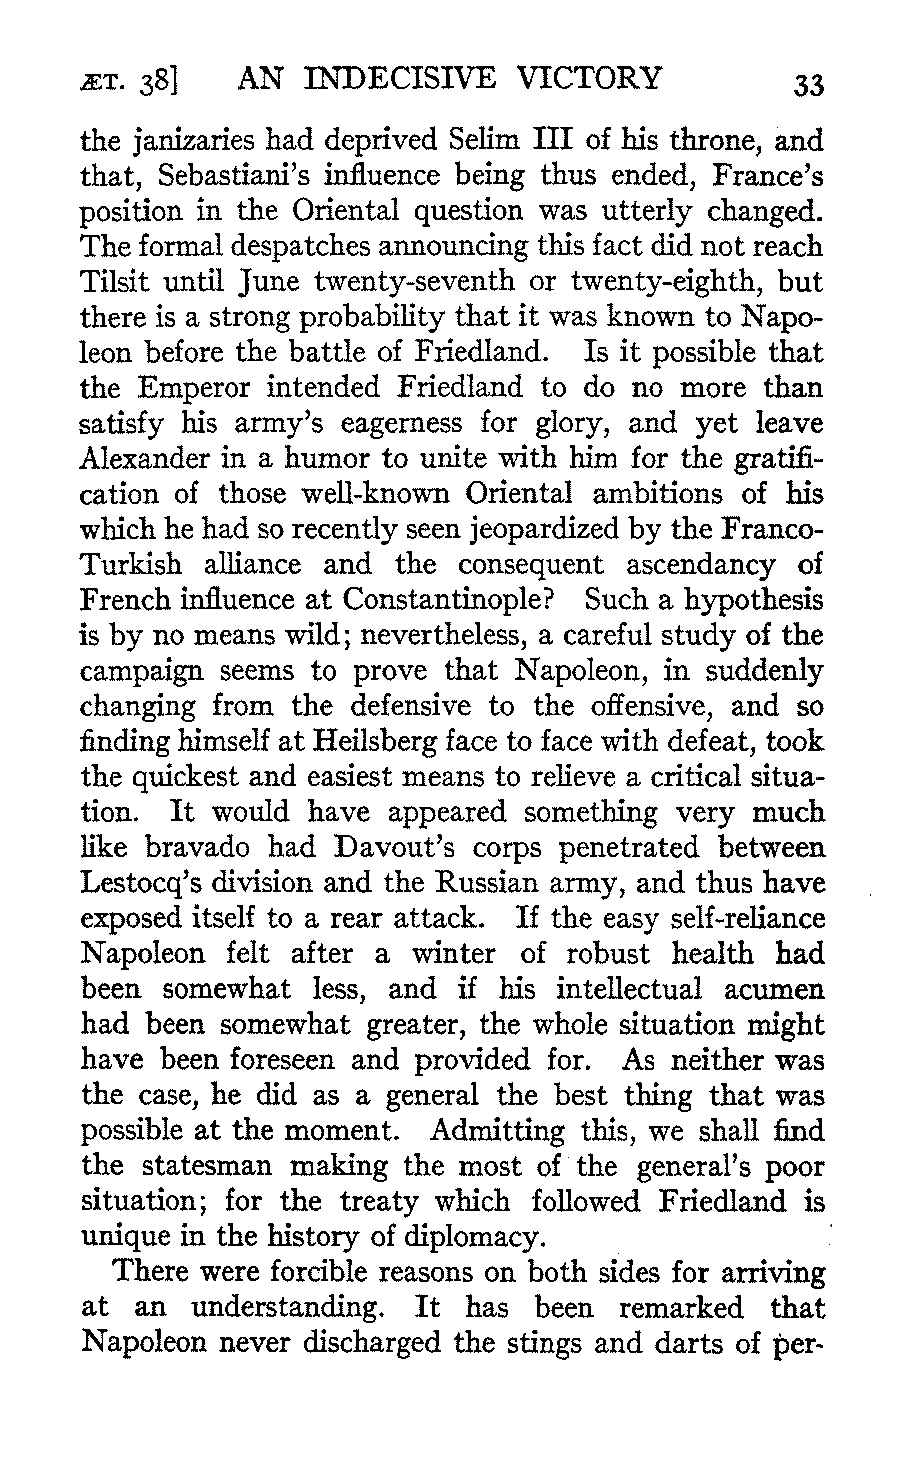 ÆT. 38] AN INDECISIVE VICTORY 33
the janizaries had deprived Selim III of his throne, and
that, Sebastiani's influence being thus ended, France's
position in the Oriental question was utterly changed.
The formal despatches announcing this fact did not reach
Tilsit until June twenty-seventh or twenty-eighth, but
there is a strong probability that it was known to Napo-
leon before the battle of Friedland. Is it possible that
the Emperor intended Friedland to do no more than
satisfy his army's eagerness for glory, and yet leave
Alexander in a humor to unite with him for the gratifi-
cation of those well-known Oriental ambitions of his
which he had so recently seen jeopardized by the Franco-
Turkish alliance and the consequent ascendancy of
French influence at Constantinople? Such a hypothesis
is by no means wild; nevertheless, a careful study of the
campaign seems to prove that Napoleon, in suddenly
changing from the defensive to the offensive, and so
finding himself at Heilsberg face to face with defeat, took
the quickest and easiest means to relieve a critical situa-
tion. It would have appeared something very much
like bravado had Davout's corps penetrated between
Lestocq's division and the Russian army, and thus have
exposed itself to a rear attack. If the easy self-reliance
Napoleon felt after a winter of robust health had
been somewhat less, and if his intellectual acumen
had been somewhat greater, the whole situation might
have been foreseen and provided for. As neither was
the case, he did as a general the best thing that was
possible at the moment. Admitting this, we shall find
the statesman making the most of the general's poor
situation; for the treaty which followed Friedland is
unique in the history of diplomacy.
There were forcible reasons on both sides for arriving
at an understanding. It has been remarked that
Napoleon never discharged the stings and darts of per-